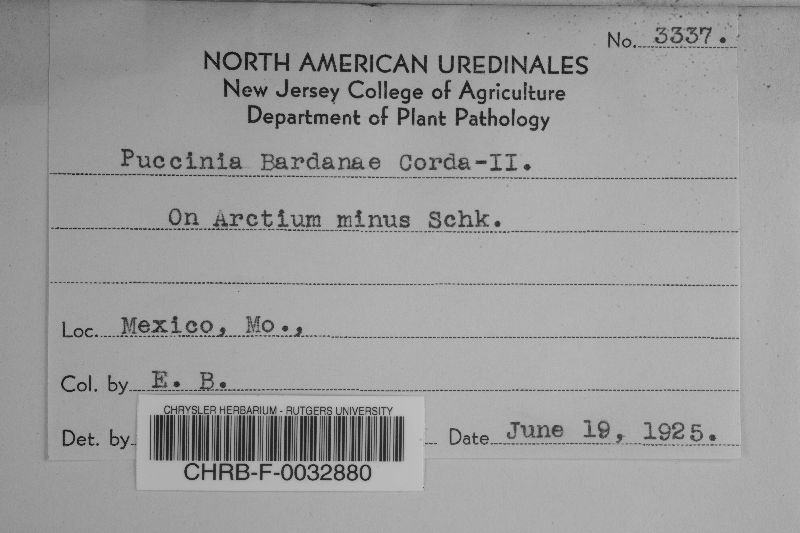 No. 3337.
NORTH AMERICAN UREDINALES
New Jersey College of Agriculture
Department of Plant Pathology
Puccinia Bardanae Corda-II.
On Arctium minus Schk.
Loc. Mexico, Mo.,
Col. by E. B.
Det. by Date June 19, 1925.
CHRYSLER HERBARIUM - RUTGERS UNIVERSITY
CHRB-F-0032880